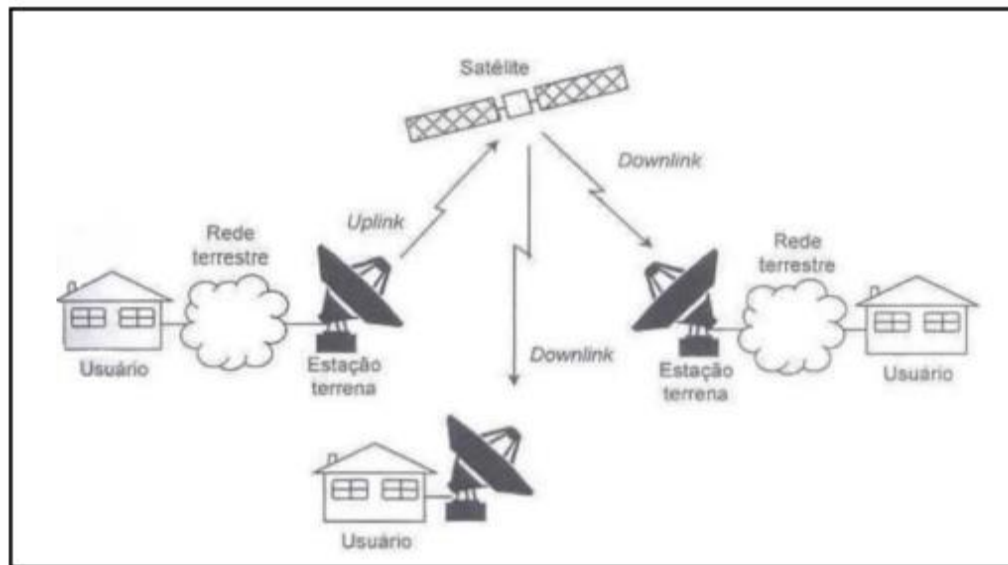 Satélite
Downlink
Uplink
Rede
terrestre
Rede
terrestre
Downlink
Usuário
Estação
terrena
Estação
terrena
Usuário
Usuário